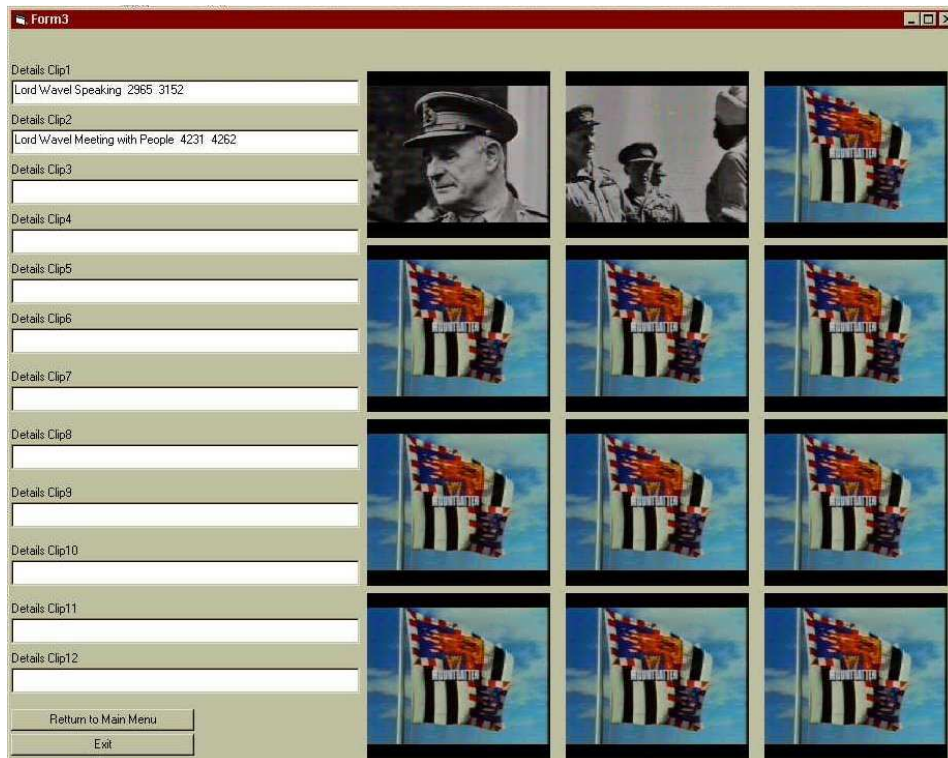 Form3
Details Clip1
Lord Wavel Speaking 2965 3152
Details Clip2
Lord Wavel Meeting with People 4231 4262
Details Clip3
Details Clip4
Details Clip5
Details Clip6
Details Clip7
Details Clip8
Details Clip9
Details Clip10
Details Clip11
Details Clip12
Retturn to Main Menu
Exit